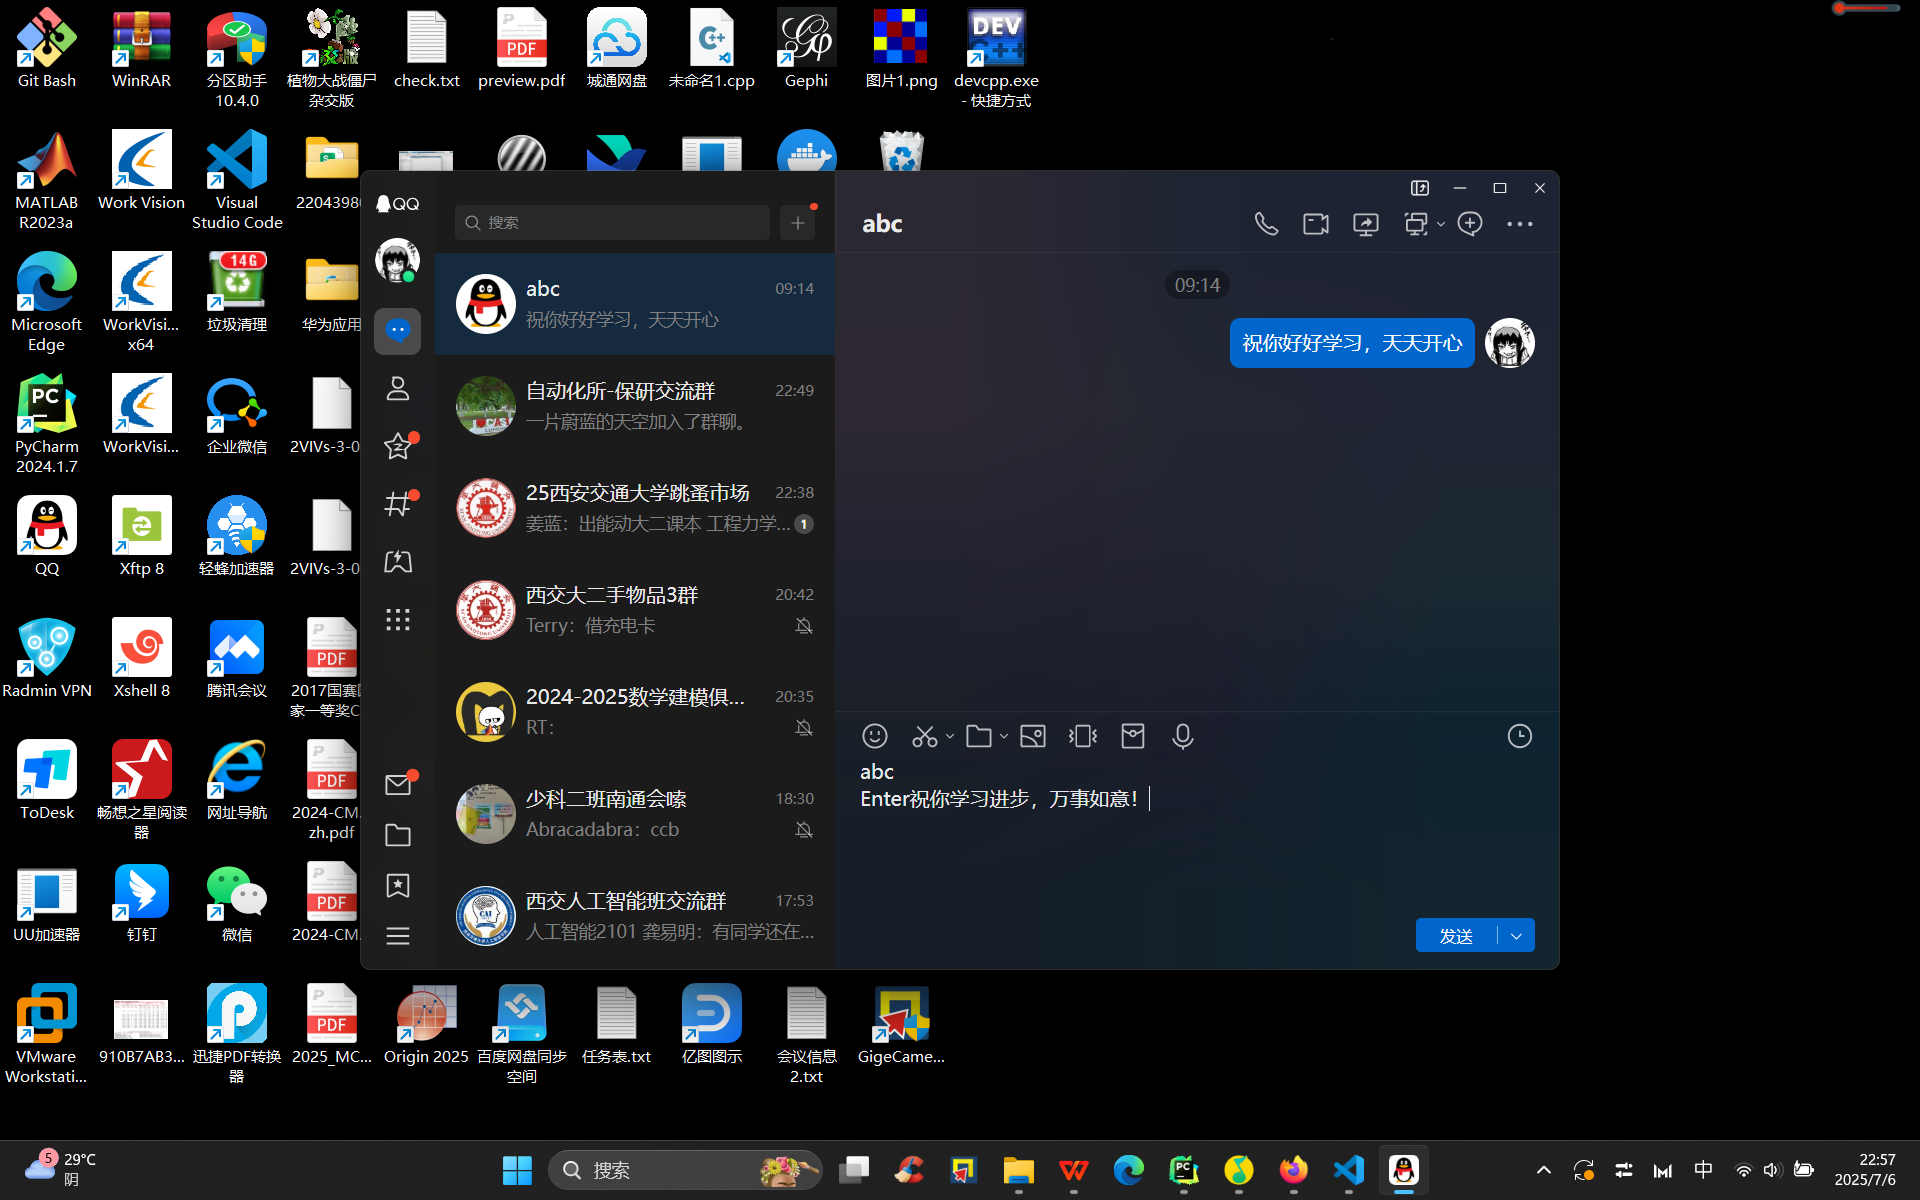 Git Bash
WinRAR
分区助手
10.4.0
植物大战僵尸
杂交版
check.txt
PDF
preview.pdf
城通网盘
C++
未命名1.cpp
Gephi
图片1.png
DEV
devcpp.exe
- 快捷方式
MATLAB
R2023a
Work Vision
Visual
Studio Code
2204398
Microsoft
Edge
WorkVisi...
x64
14G
垃圾清理
华为应用
PC
PyCharm
2024.1.7
WorkVisi...
企业微信
2VIVs-3-0
QQ
Xftp 8
轻蜂加速器
2VIVs-3-0
Radmin VPN
Xshell 8
腾讯会议
PDF
2017国赛
家一等奖C
ToDesk
畅想之星阅读
器
网址导航
PDF
2024-CM
zh.pdf
UU加速器
钉钉
微信
PDF
2024-CM
VMware
Workstati...
910B7AB3...
迅捷PDF转换
器
PDF
2025_MC...
Origin 2025
百度网盘同步
空间
任务表.txt
亿图图示
会议信息
2.txt
GigeCame...
QQ
搜索
abc
09:14
祝你好好学习，天天开心
自动化所-保研交流群
22:49
一片蔚蓝的天空加入了群聊。
25西安交通大学跳蚤市场
22:38
姜蓝：出能动大二课本 工程力学...
1
西交大二手物品3群
20:42
Terry：借充电卡
2024-2025数学建模俱...
20:35
RT：
少科二班南通会嗦
18:30
Abracadabra：ccb
西交人工智能班交流群
17:53
人工智能2101 龚易明：有同学还在...
abc
09:14
祝你好好学习，天天开心
abc
Enter祝你学习进步，万事如意！
发送
5
29°C
阴
搜索
PC
中
22:57
2025/7/6